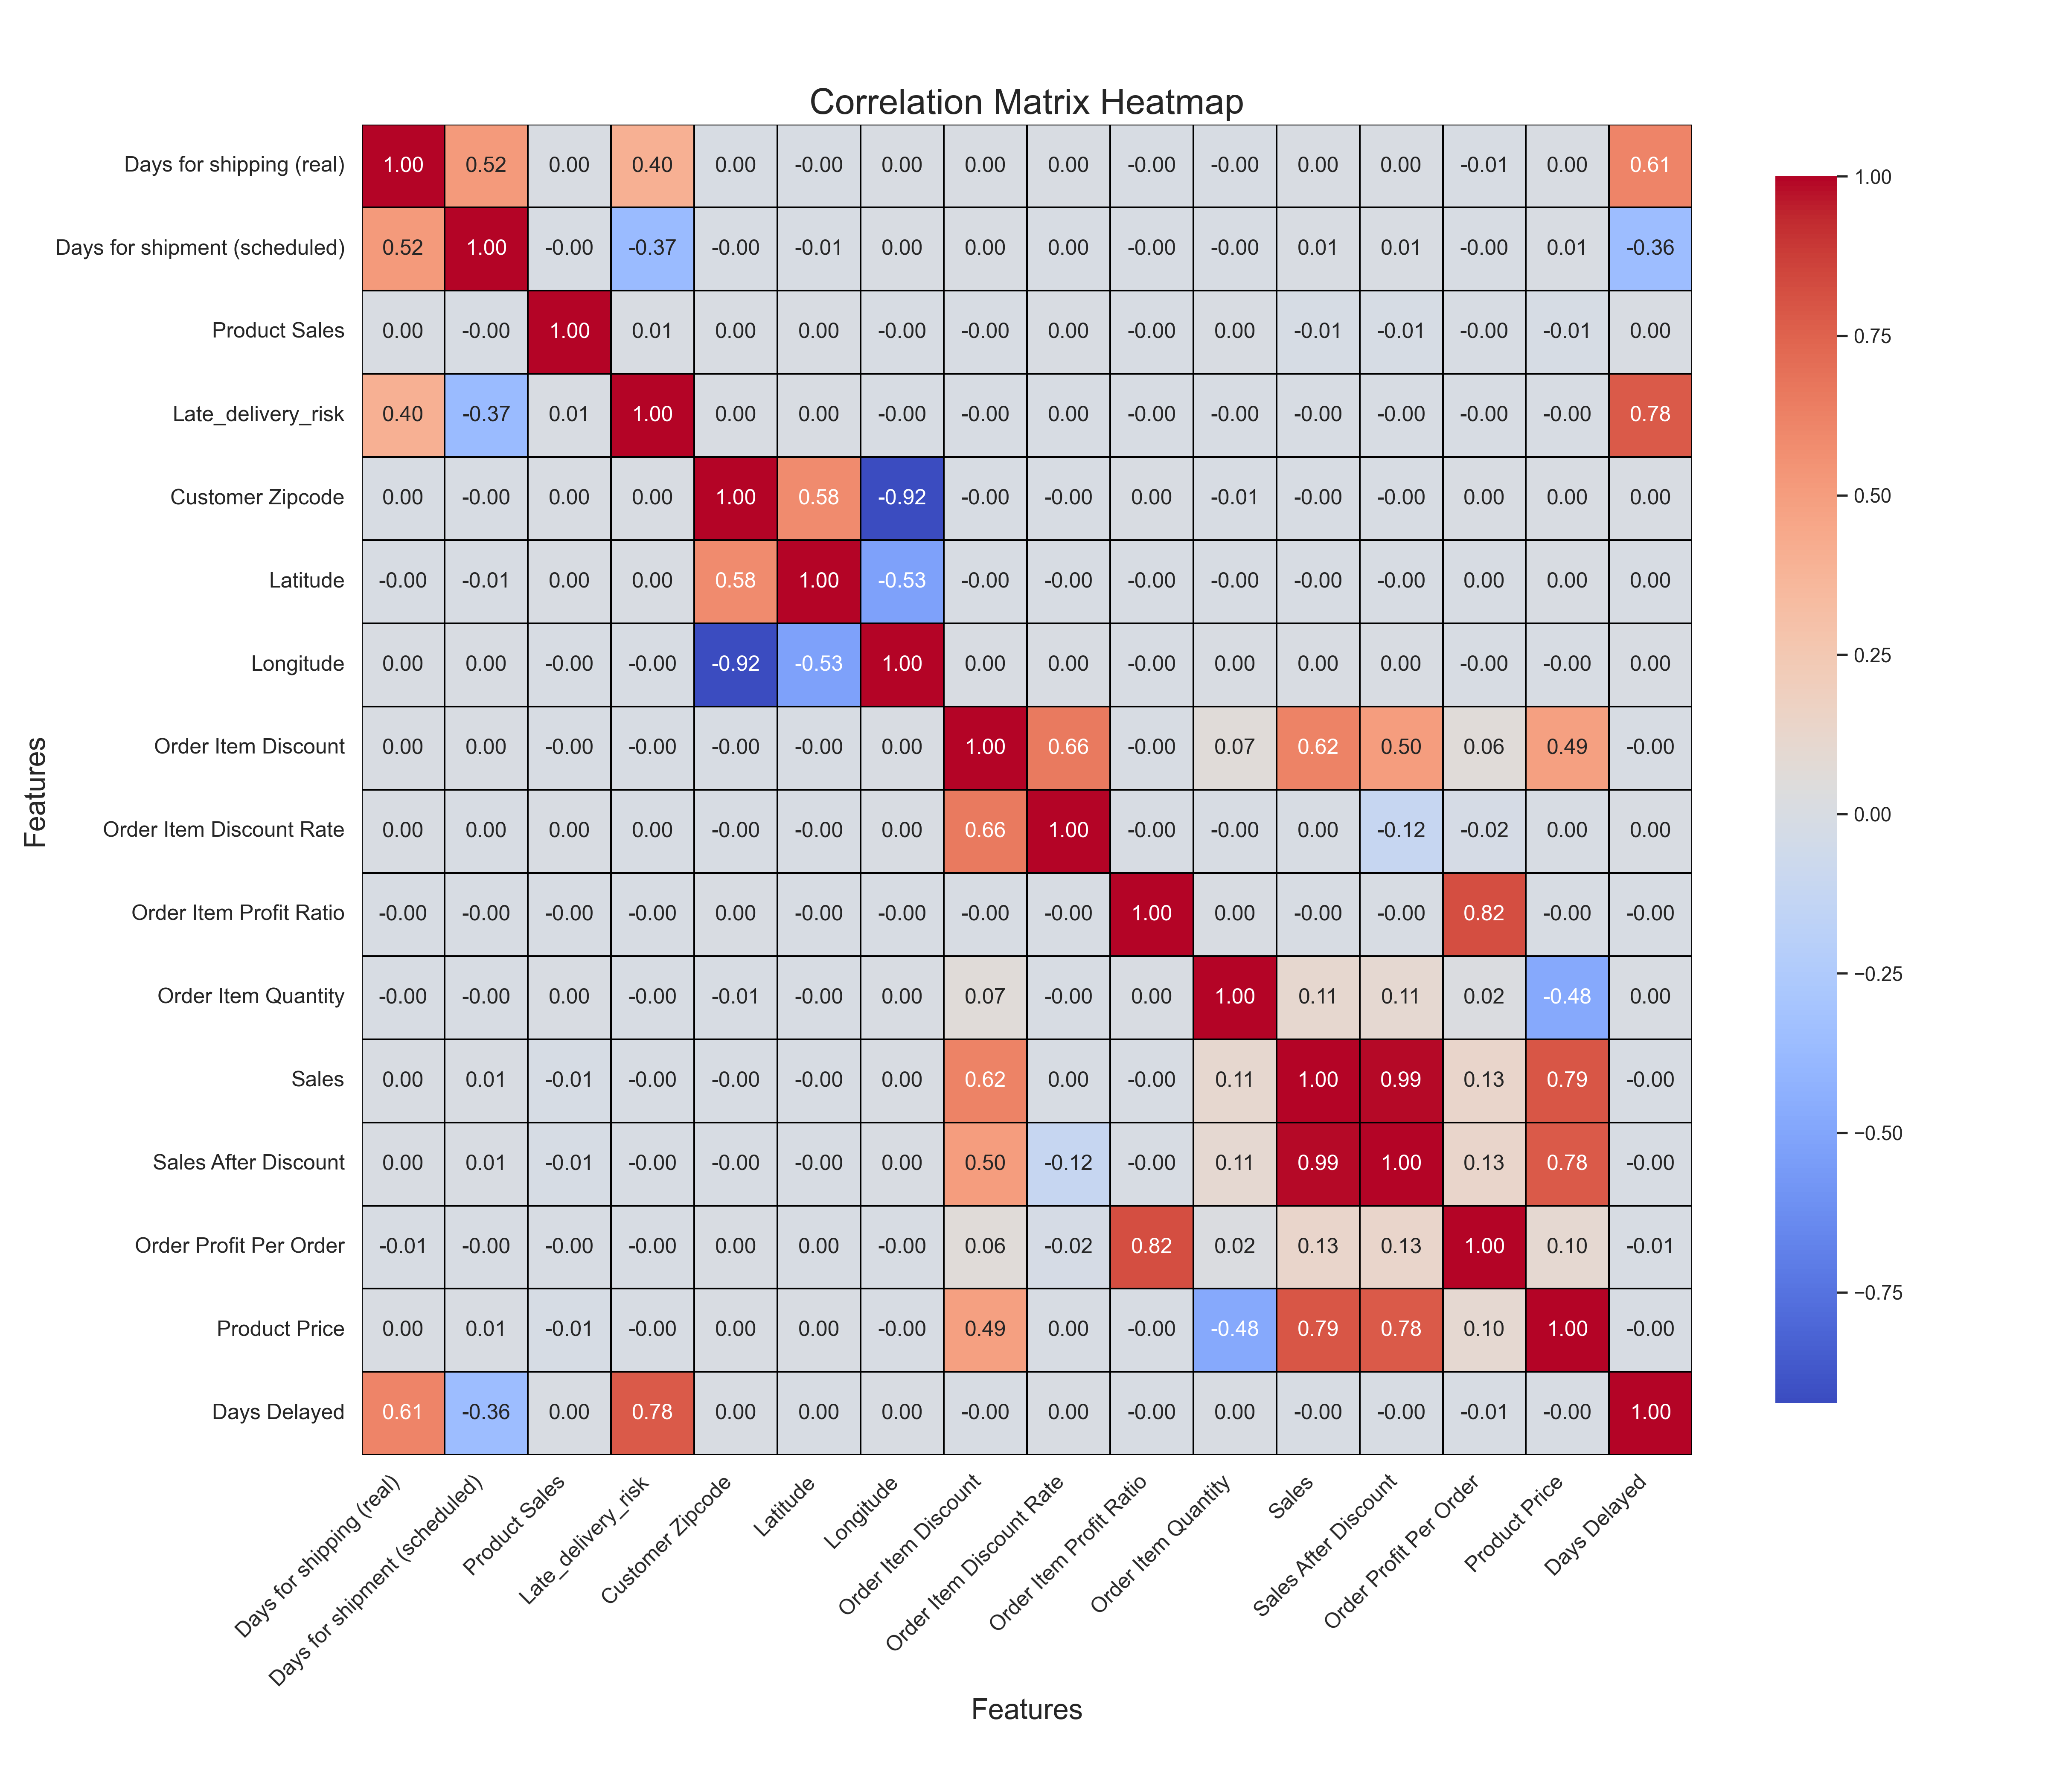 Correlation Matrix Heatmap
Features
Days for shipping (real) 1.00 0.52 0.00 0.40 0.00 -0.00 0.00 0.00 0.00 -0.00 -0.00 0.00 0.00 -0.01 0.00 0.61
Days for shipment (scheduled) 0.52 1.00 -0.00 -0.37 -0.00 -0.01 0.00 0.00 0.00 -0.00 -0.00 0.01 0.01 -0.00 0.01 -0.36
Product Sales 0.00 -0.00 1.00 0.01 0.00 0.00 -0.00 -0.00 0.00 -0.00 0.00 -0.01 -0.01 -0.00 -0.01 0.00
Late_delivery_risk 0.40 -0.37 0.01 1.00 0.00 0.00 -0.00 -0.00 0.00 -0.00 -0.00 -0.00 -0.00 -0.00 -0.00 0.78
Customer Zipcode 0.00 -0.00 0.00 0.00 1.00 0.58 -0.92 -0.00 -0.00 0.00 -0.01 -0.00 -0.00 0.00 0.00 0.00
Latitude -0.00 -0.01 0.00 0.00 0.58 1.00 -0.53 -0.00 -0.00 -0.00 -0.00 -0.00 -0.00 0.00 0.00 0.00
Longitude 0.00 0.00 -0.00 -0.00 -0.92 -0.53 1.00 0.00 0.00 -0.00 0.00 0.00 0.00 -0.00 -0.00 0.00
Order Item Discount 0.00 0.00 -0.00 -0.00 -0.00 -0.00 0.00 1.00 0.66 -0.00 0.07 0.62 0.50 0.06 0.49 -0.00
Order Item Discount Rate 0.00 0.00 0.00 0.00 -0.00 -0.00 0.00 0.66 1.00 -0.00 -0.00 0.00 -0.12 -0.02 0.00 0.00
Order Item Profit Ratio -0.00 -0.00 -0.00 -0.00 0.00 -0.00 -0.00 -0.00 -0.00 1.00 0.00 -0.00 -0.00 0.82 -0.00 -0.00
Order Item Quantity -0.00 -0.00 0.00 -0.00 -0.01 -0.00 0.00 0.07 -0.00 0.00 1.00 0.11 0.11 0.02 -0.48 0.00
Sales 0.00 0.01 -0.01 -0.00 -0.00 -0.00 0.00 0.62 0.00 -0.00 0.11 1.00 0.99 0.13 0.79 -0.00
Sales After Discount 0.00 0.01 -0.01 -0.00 -0.00 -0.00 0.00 0.50 -0.12 -0.00 0.11 0.99 1.00 0.13 0.78 -0.00
Order Profit Per Order -0.01 -0.00 -0.00 -0.00 0.00 0.00 -0.00 0.06 -0.02 0.82 0.02 0.13 0.13 1.00 0.10 -0.01
Product Price 0.00 0.01 -0.01 -0.00 0.00 0.00 -0.00 0.49 0.00 -0.00 -0.48 0.79 0.78 0.10 1.00 -0.00
Days Delayed 0.61 -0.36 0.00 0.78 0.00 0.00 0.00 -0.00 0.00 -0.00 0.00 -0.00 -0.00 -0.01 -0.00 1.00
Days for shipping (real)
Days for shipment (scheduled)
Product Sales
Late_delivery_risk
Customer Zipcode
Latitude
Longitude
Order Item Discount
Order Item Discount Rate
Order Item Profit Ratio
Order Item Quantity
Sales
Sales After Discount
Order Profit Per Order
Product Price
Days Delayed
Features
1.00
0.75
0.50
0.25
0.00
−0.25
−0.50
−0.75